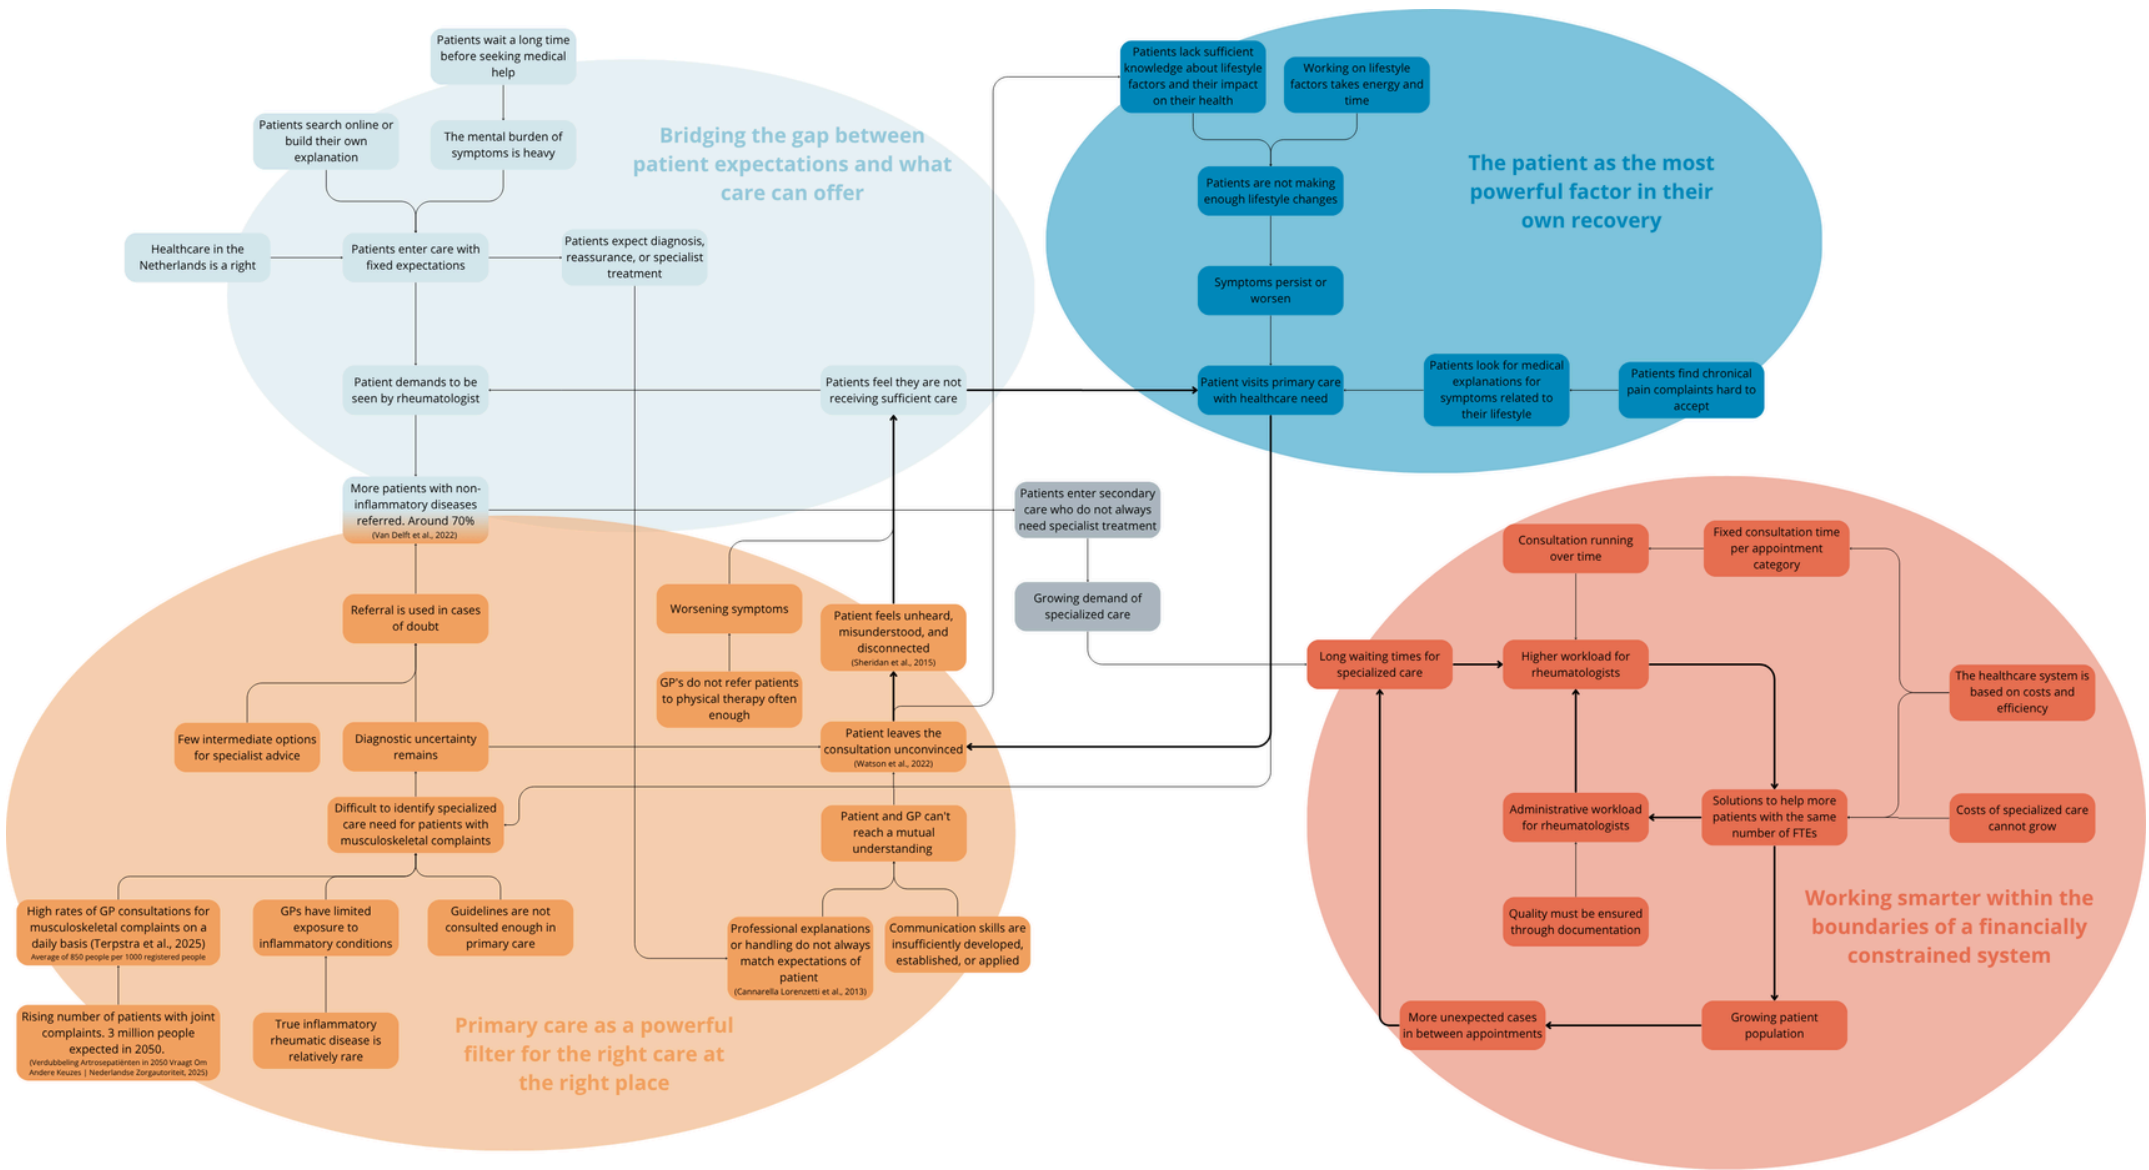 Patients wait a long time
before seeking medical
help
Patients search online or
build their own
explanation
The mental burden of
symptoms is heavy
Bridging the gap between
patient expectations and what
care can offer
Healthcare in the
Netherlands is a right
Patients enter care with
fixed expectations
Patients expect diagnosis,
reassurance, or specialist
treatment
Patient demands to be
seen by rheumatologist
Patients feel they are not
receiving sufficient care
More patients with non-
inflammatory diseases
referred. Around 70%
(Van Delft et al., 2022)
Patients lack sufficient
knowledge about lifestyle
factors and their impact
on their health
Working on lifestyle
factors takes energy and
time
The patient as the most
powerful factor in their
own recovery
Patients are not making
enough lifestyle changes
Symptoms persist or
worsen
Patient visits primary care
with healthcare need
Patients look for medical
explanations for
symptoms related to
their lifestyle
Patients find chronical
pain complaints hard to
accept
Patients enter secondary
care who do not always
need specialist treatment
Growing demand of
specialized care
Referral is used in cases
of doubt
Worsening symptoms
Patient feels unheard,
misunderstood, and
disconnected
(Sheridan et al., 2015)
GP's do not refer patients
to physical therapy often
enough
Few intermediate options
for specialist advice
Diagnostic uncertainty
remains
Patient leaves the
consultation unconvinced
(Watson et al., 2022)
Difficult to identify specialized
care need for patients with
musculoskeletal complaints
Patient and GP can't
reach a mutual
understanding
High rates of GP consultations for
musculoskeletal complaints on a
daily basis (Terpstra et al., 2025)
Average of 850 people per 1000 registered people
GPs have limited
exposure to
inflammatory conditions
Guidelines are not
consulted enough in
primary care
Professional explanations
or handling do not always
match expectations of
patient
(Cannarella Lorenzetti et al., 2013)
Communication skills are
insufficiently developed,
established, or applied
Rising number of patients with joint
complaints. 3 million people
expected in 2050.
(Verdubbeling Artrosepatiënten in 2050 Vraagt Om
Andere Keuzes | Nederlandse Zorgautoriteit, 2025)
True inflammatory
rheumatic disease is
relatively rare
Primary care as a powerful
filter for the right care at
the right place
Consultation running
over time
Fixed consultation time
per appointment
category
Long waiting times for
specialized care
Higher workload for
rheumatologists
The healthcare system is
based on costs and
efficiency
Administrative workload
for rheumatologists
Solutions to help more
patients with the same
number of FTEs
Costs of specialized care
cannot grow
Quality must be ensured
through documentation
Working smarter within the
boundaries of a financially
constrained system
More unexpected cases
in between appointments
Growing patient
population